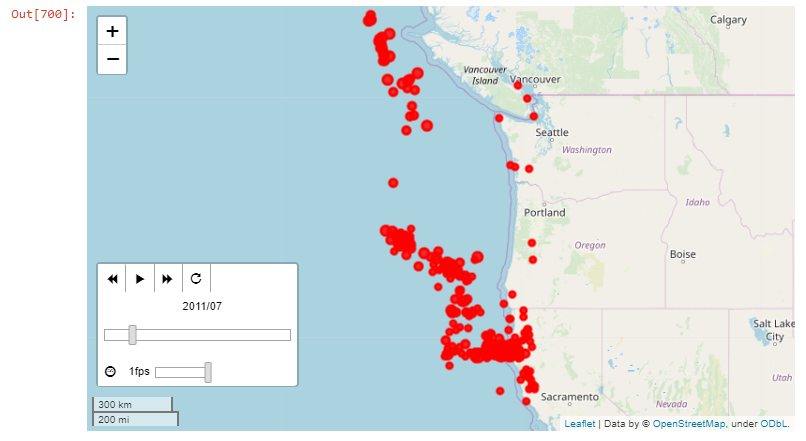 Out[700]:
+
−
Calgary
Vancouver
Island
Vancouver
Seattle
Washington
Portland
Idaho
Oregon
Boise
2011/07
1fps
Salt Lake
City
Utah
Sacramento
Nevada
300 km
200 mi
Leaflet | Data by © OpenStreetMap, under ODbL.